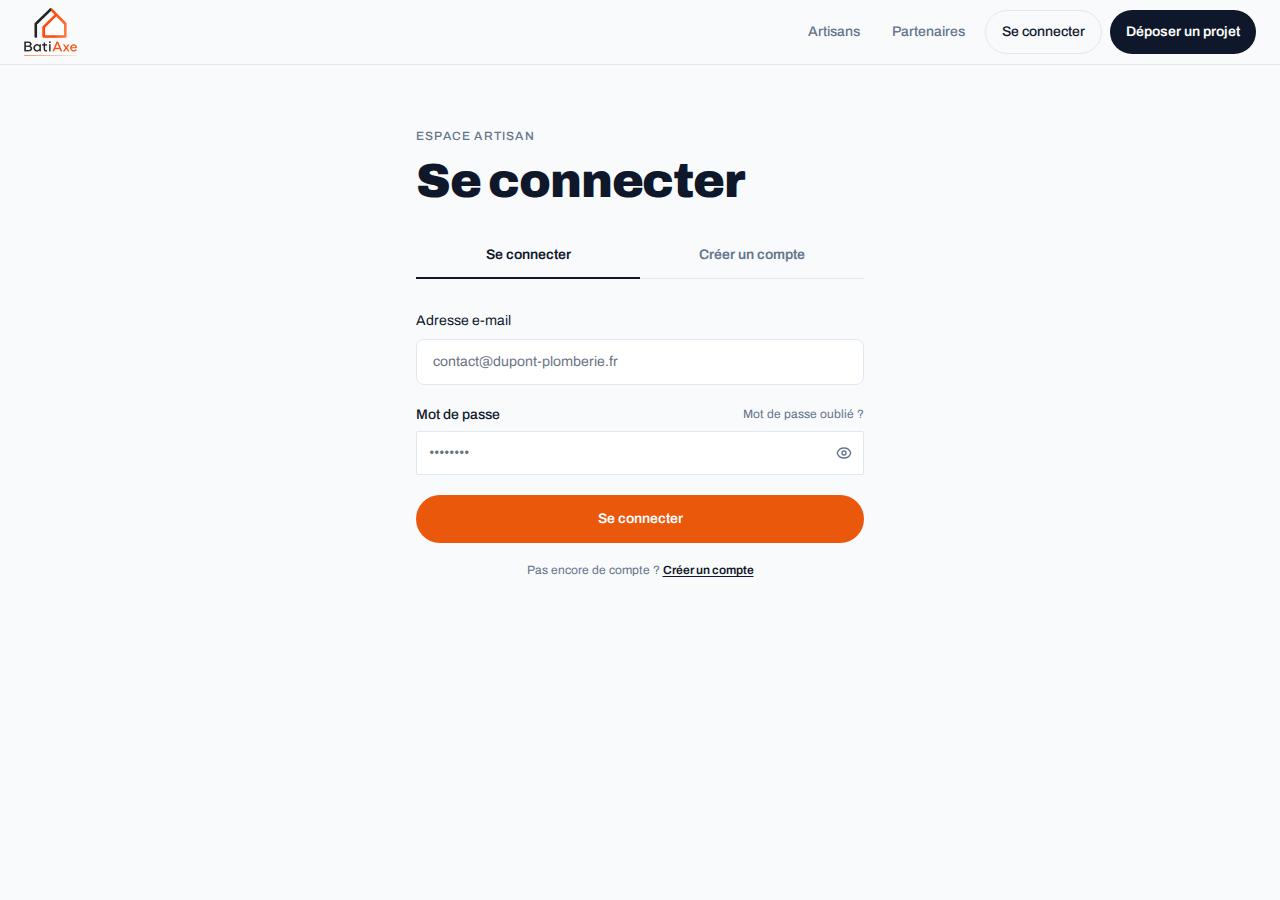 BatiAxe
Artisans
Partenaires
Se connecter
Déposer un projet
ESPACE ARTISAN
Se connecter
Se connecter
Créer un compte
Adresse e-mail
contact@dupont-plomberie.fr
Mot de passe
Mot de passe oublié ?
••••••••
Se connecter
Pas encore de compte ? Créer un compte